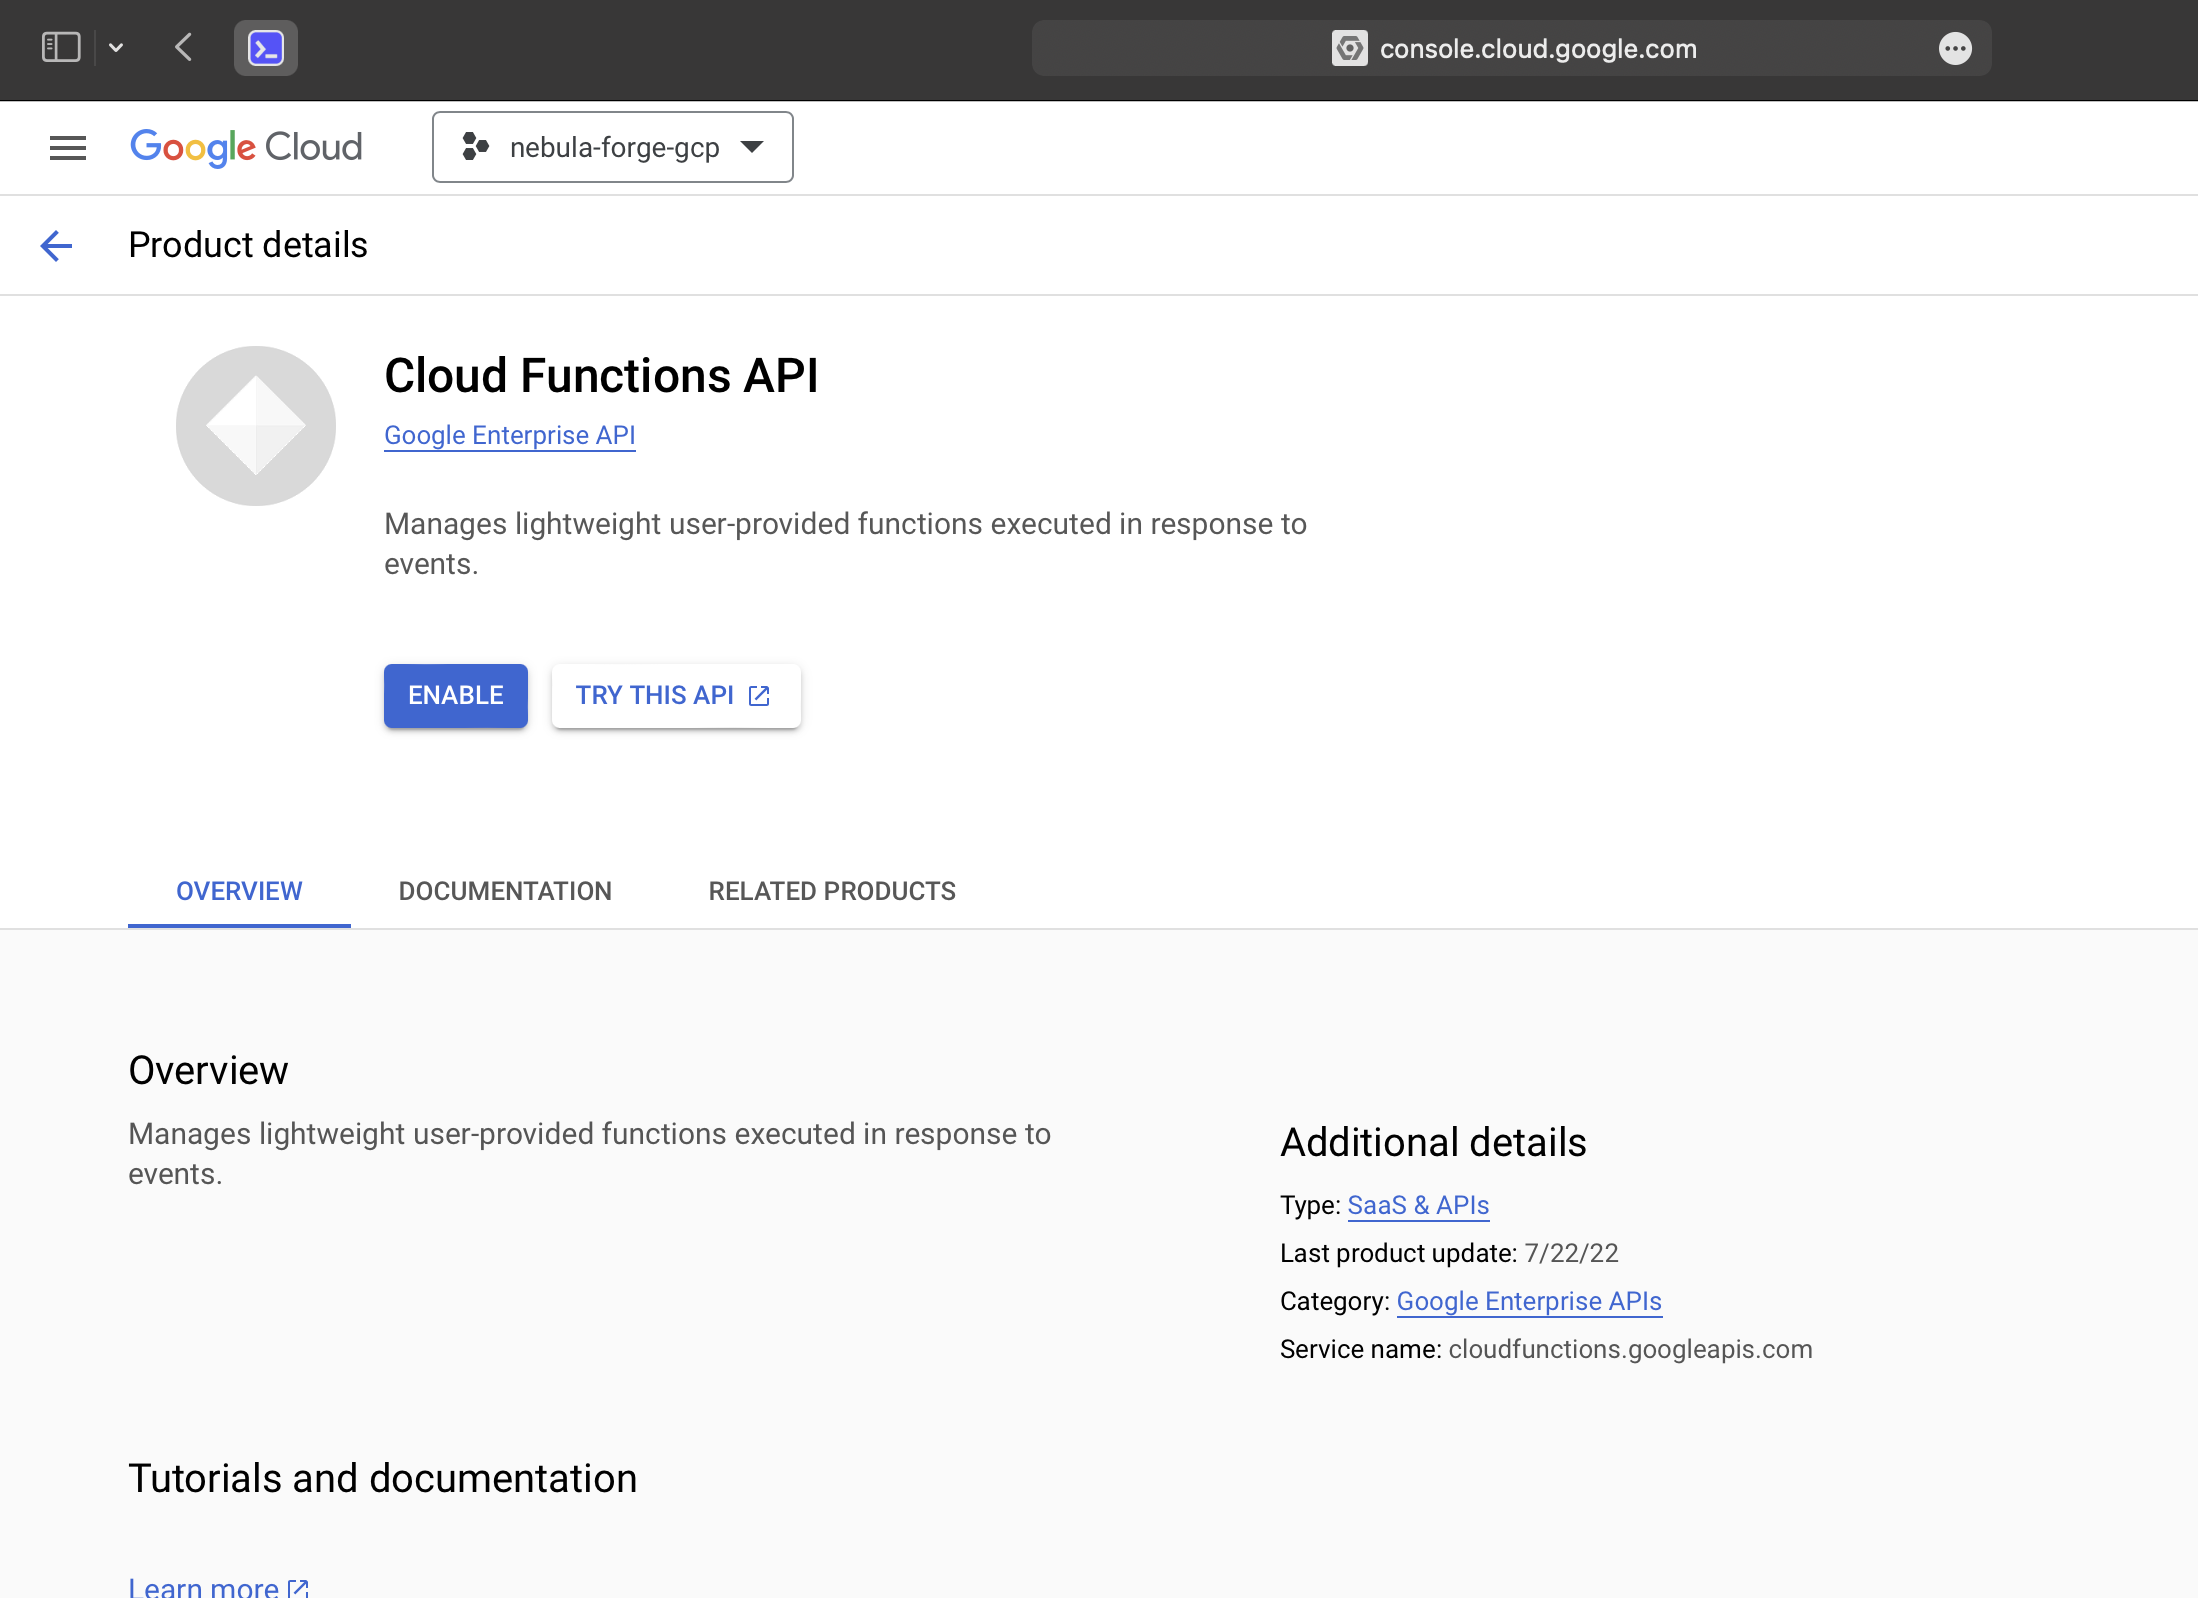 console.cloud.google.com
Google Cloud
nebula-forge-gcp
Product details
Cloud Functions API
Google Enterprise API
Manages lightweight user-provided functions executed in response to
events.
ENABLE
TRY THIS API
OVERVIEW
DOCUMENTATION
RELATED PRODUCTS
Overview
Manages lightweight user-provided functions executed in response to
events.
Additional details
Type: SaaS & APIs
Last product update: 7/22/22
Category: Google Enterprise APIs
Service name: cloudfunctions.googleapis.com
Tutorials and documentation
Learn more